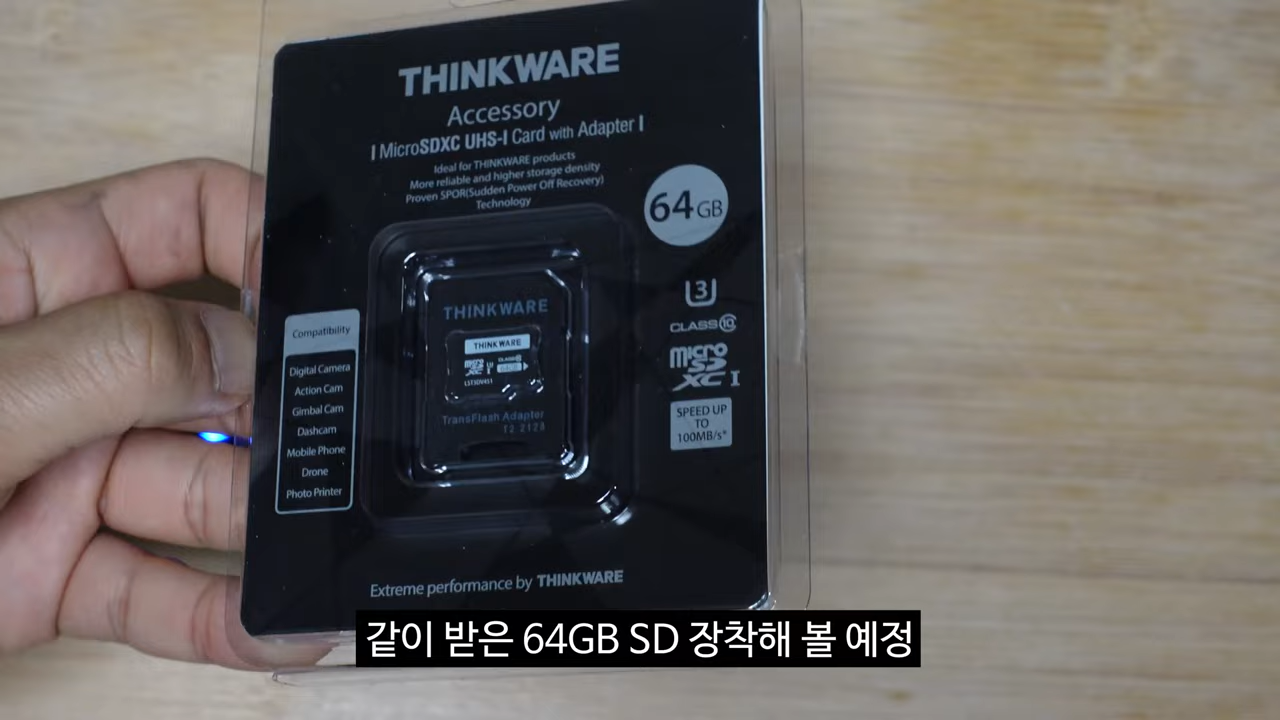 THINKWARE
Accessory
| MicroSDXC UHS-I Card with Adapter |
Ideal for THINKWARE products
More reliable and higher storage density
Proven SPOR(Sudden Power Off Recovery)
Technology
64GB
U3
CLASS10
micro SD XC I
SPEED UP
TO
100MB/s*
THINKWARE
THINKWARE
TransFlash Adapter
Compatibility
Digital Camera
Action Cam
Gimbal Cam
Dashcam
Mobile Phone
Drone
Photo Printer
Extreme performance by THINKWARE
같이 받은 64GB SD 장착해 볼 예정